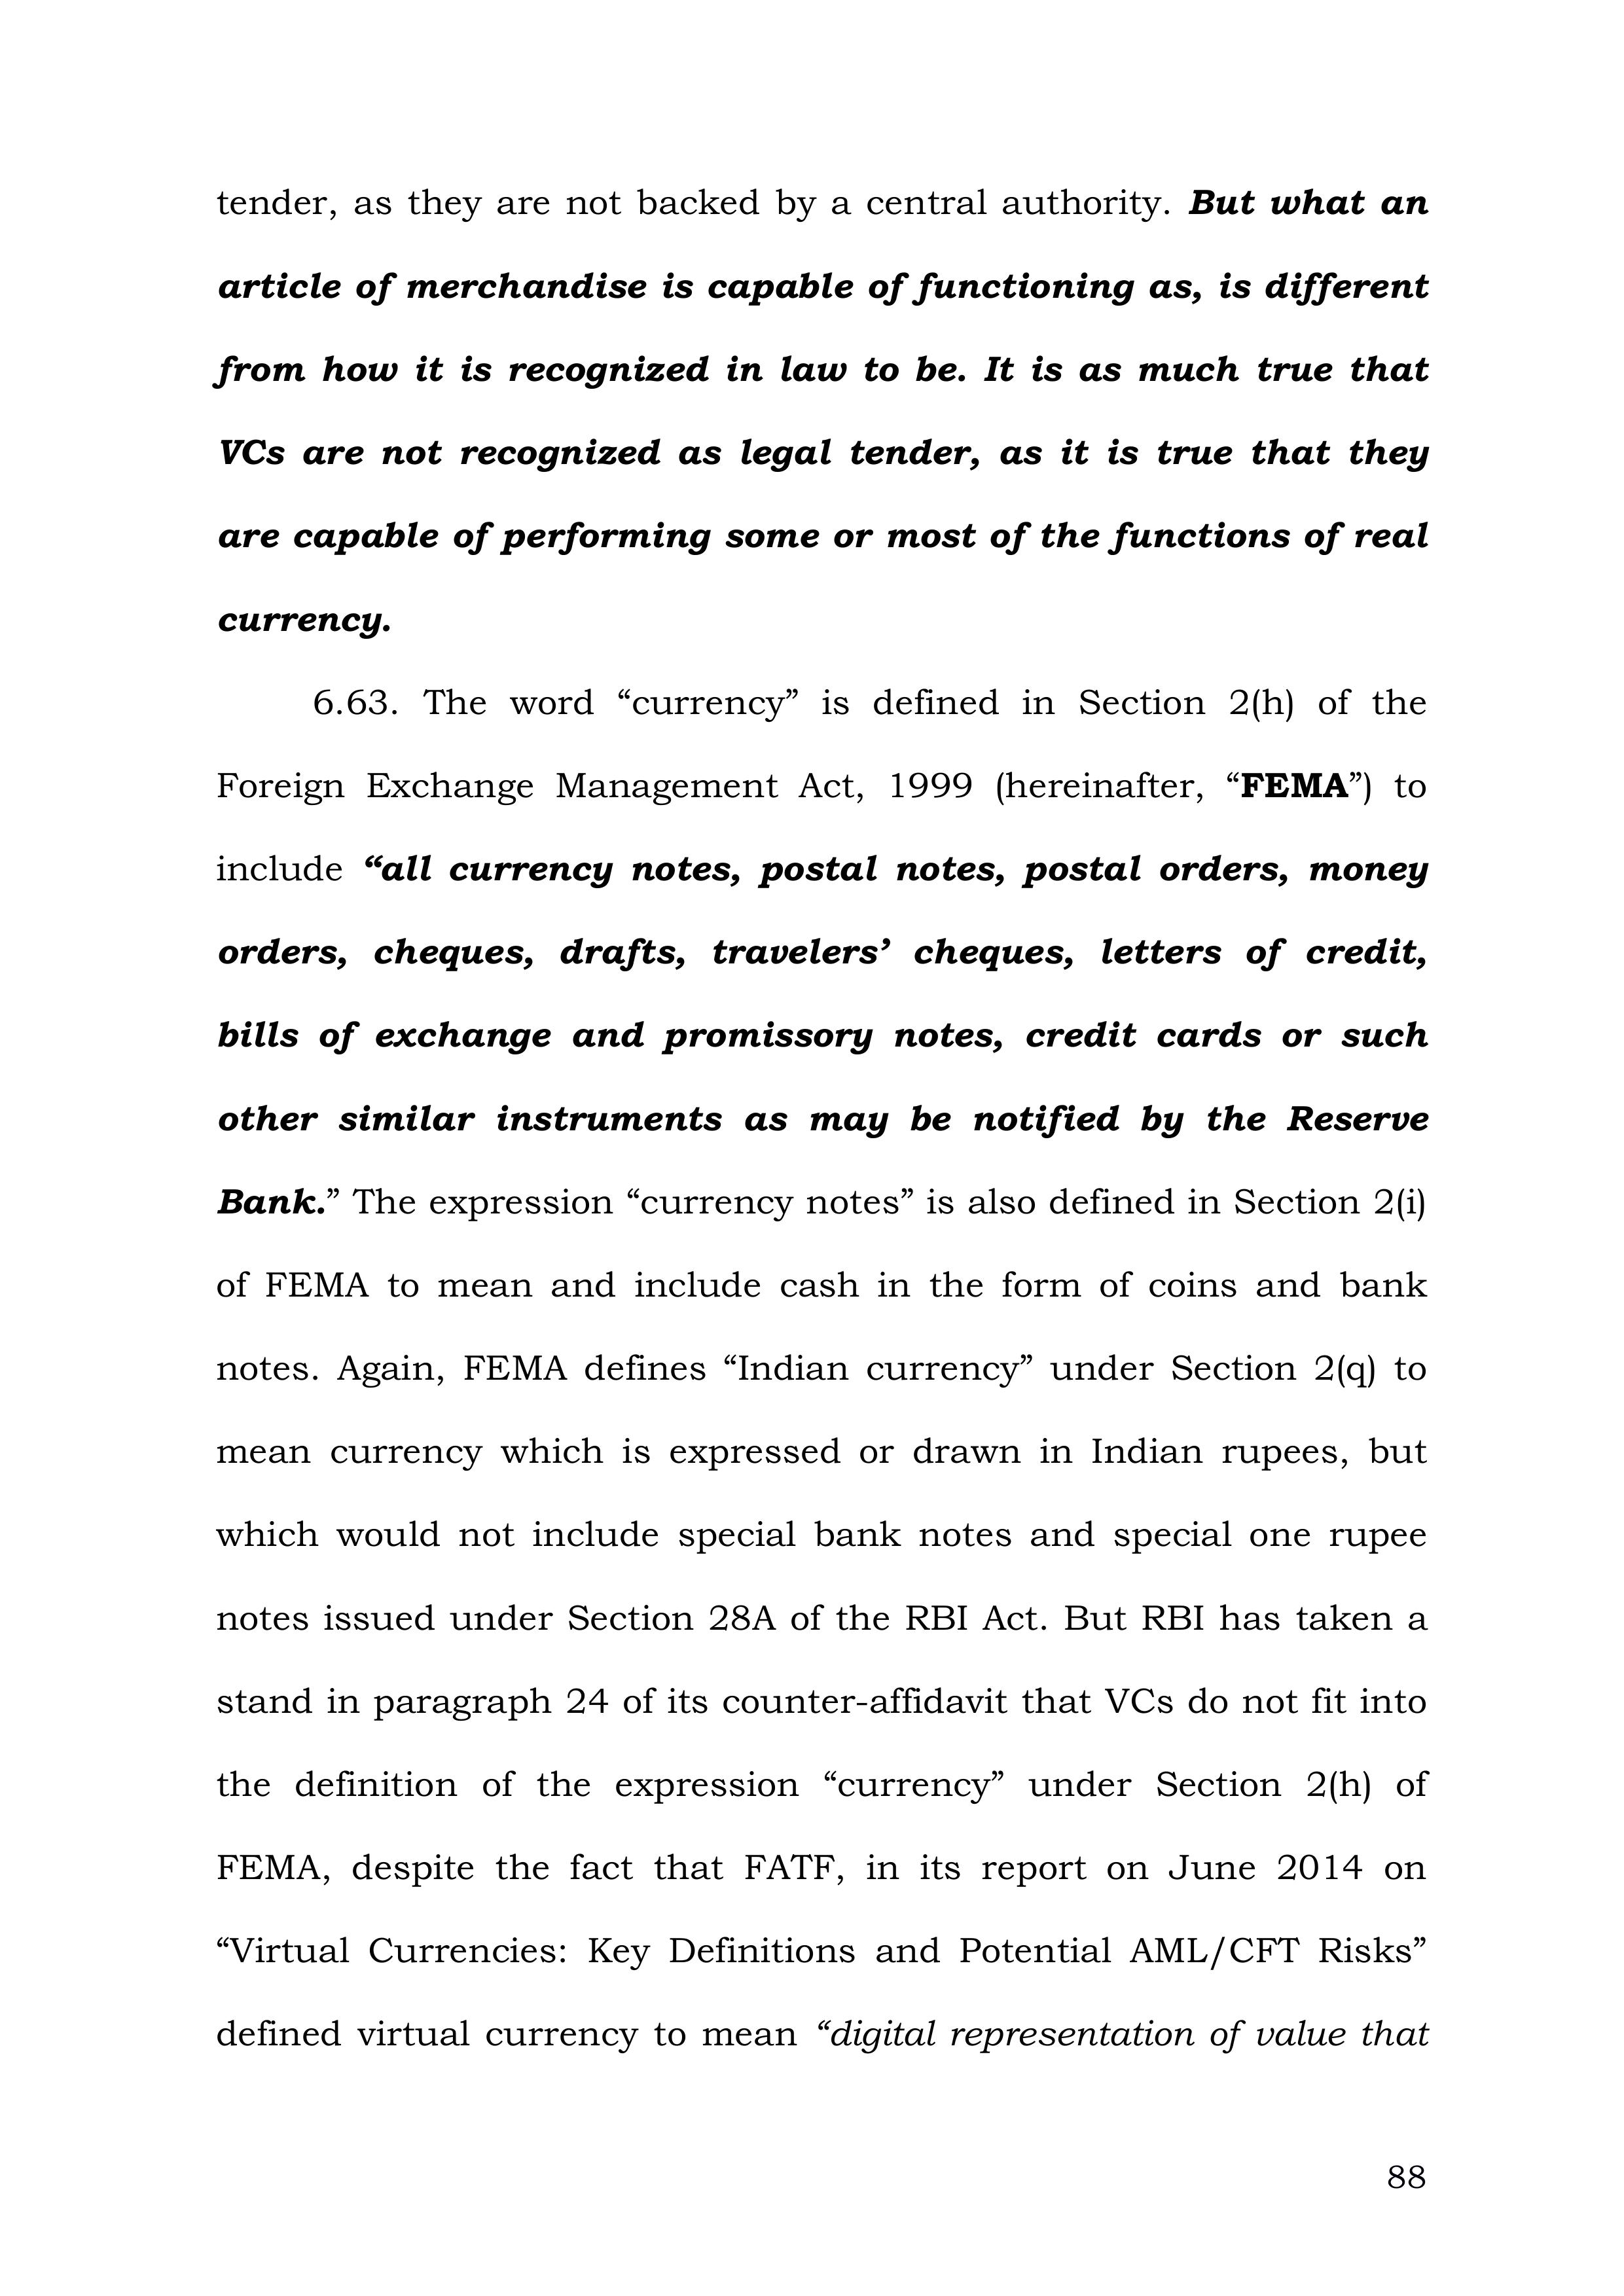 tender, as they are not backed by a central authority. But what an
article of merchandise is capable of functioning as, is different
from how it is recognized in law to be. It is as much true that
VCs are not recognized as legal tender, as it is true that they
are capable of performing some or most of the functions of real
currency.
6.63. The word “currency” is defined in Section 2(h) of the
Foreign Exchange Management Act, 1999 (hereinafter, “FEMA”) to
include “all currency notes, postal notes, postal orders, money
orders, cheques, drafts, travelers’ cheques, letters of credit,
bills of exchange and promissory notes, credit cards or such
other similar instruments as may be notified by the Reserve
Bank.” The expression “currency notes” is also defined in Section 2(i)
of FEMA to mean and include cash in the form of coins and bank
notes. Again, FEMA defines “Indian currency” under Section 2(q) to
mean currency which is expressed or drawn in Indian rupees, but
which would not include special bank notes and special one rupee
notes issued under Section 28A of the RBI Act. But RBI has taken a
stand in paragraph 24 of its counter-affidavit that VCs do not fit into
the definition of the expression “currency” under Section 2(h) of
FEMA, despite the fact that FATF, in its report on June 2014 on
“Virtual Currencies: Key Definitions and Potential AML/CFT Risks”
defined virtual currency to mean “digital representation of value that
88